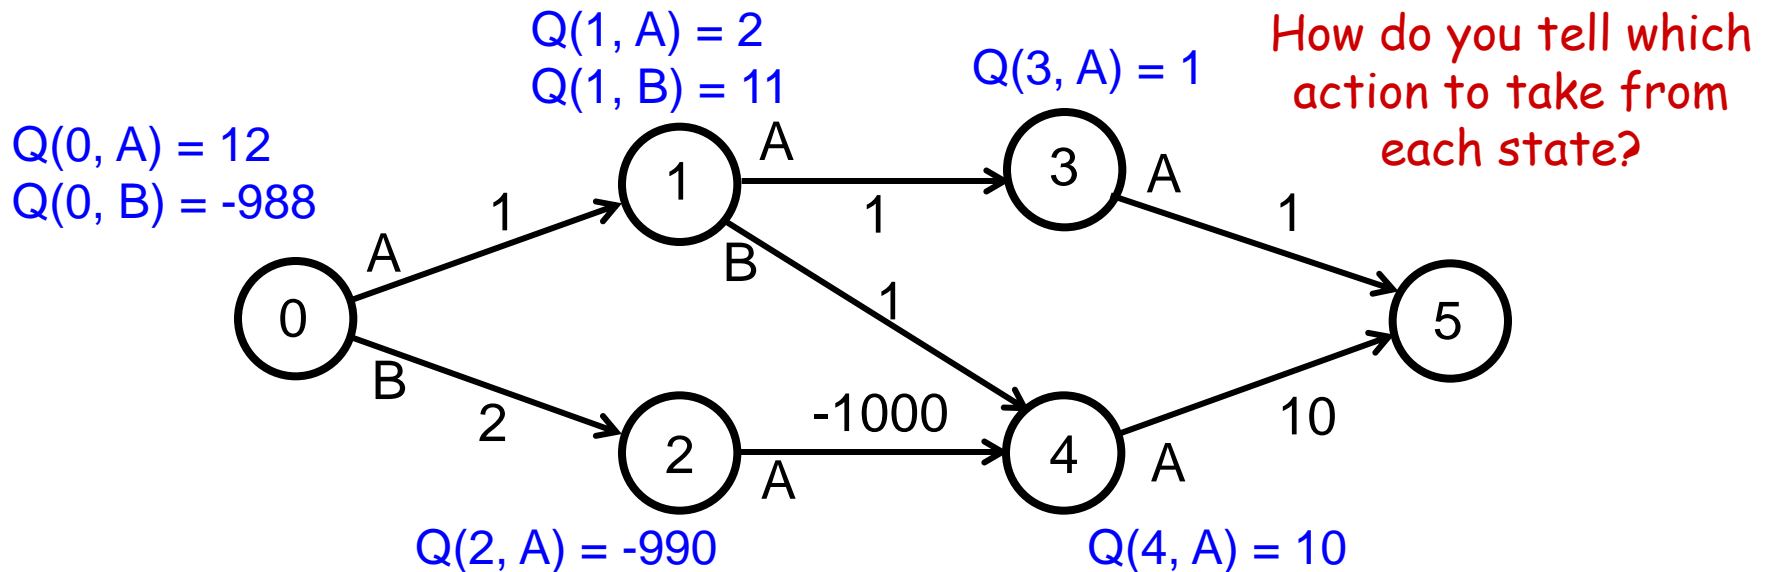 Q(1, A) = 2
Q(1, B) = 11
Q(3, A) = 1
How do you tell which
action to take from
each state?
Q(0, A) = 12
Q(0, B) = -988
A
1
1
A
1
3
A
1
B
1
0
B
2
5
2
-1000
A
4
10
A
Q(2, A) = -990
Q(4, A) = 10